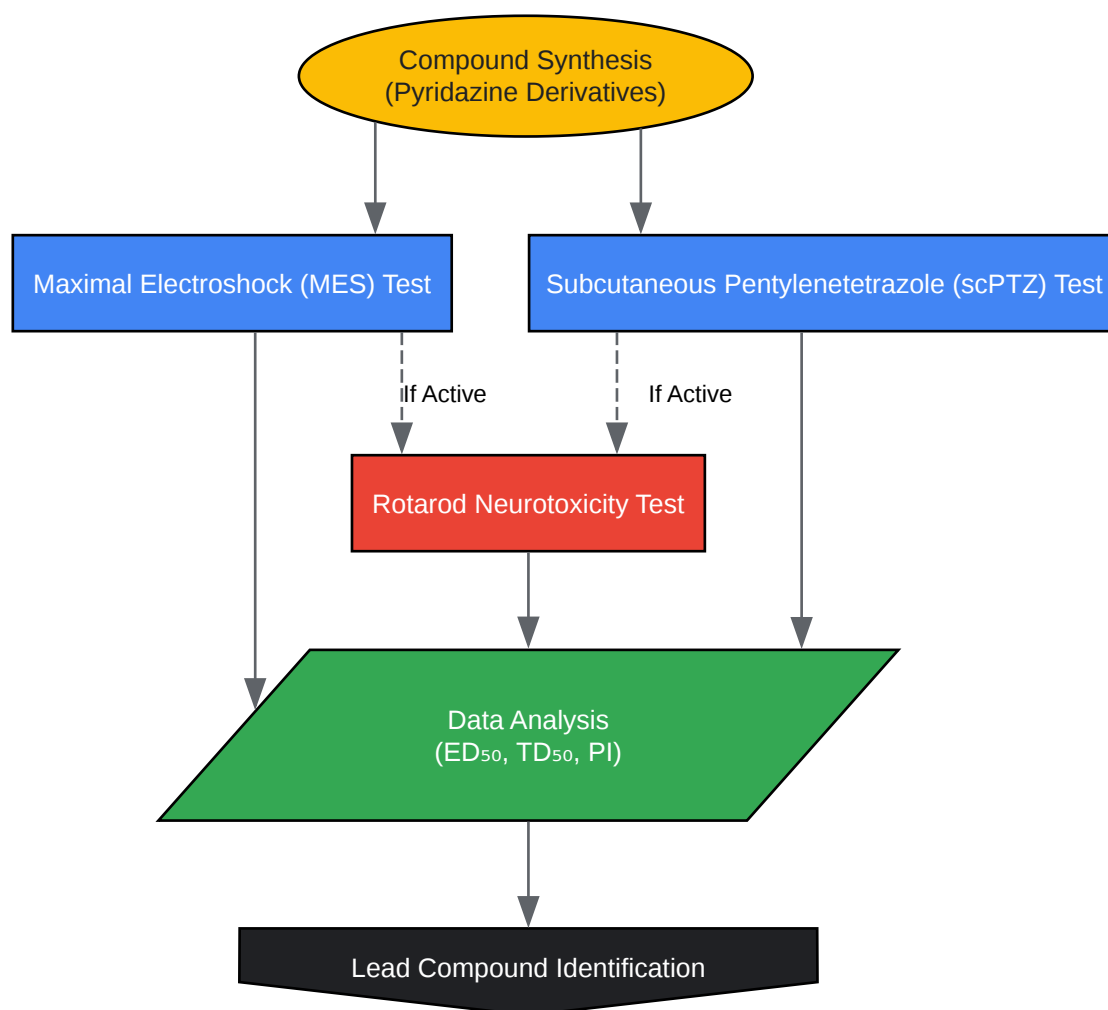 Compound Synthesis
(Pyridazine Derivatives)
Maximal Electroshock (MES) Test
Subcutaneous Pentylenetetrazole (scPTZ) Test
If Active
If Active
Rotarod Neurotoxicity Test
Data Analysis
(ED₅₀, TD₅₀, PI)
Lead Compound Identification